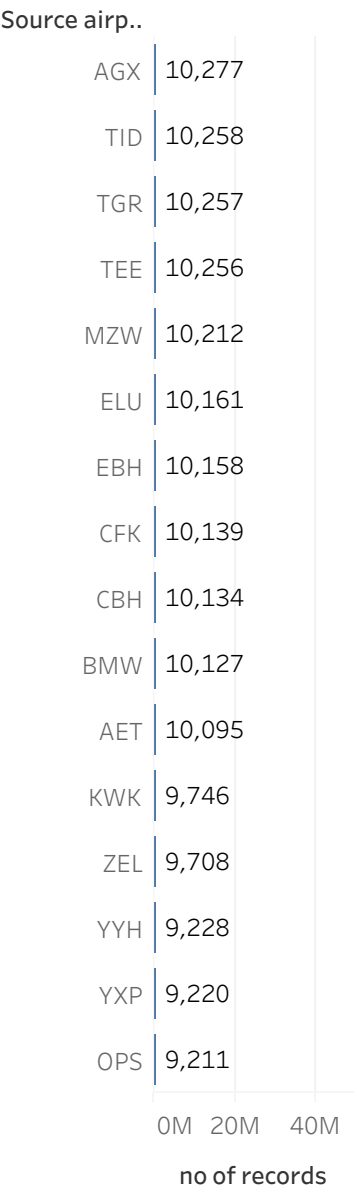 Source airp..
AGX 10,277
TID 10,258
TGR 10,257
TEE 10,256
MZW 10,212
ELU 10,161
EBH 10,158
CFK 10,139
CBH 10,134
BMW 10,127
AET 10,095
KWK 9,746
ZEL 9,708
YYH 9,228
YXP 9,220
OPS 9,211
0M 20M 40M
no of records